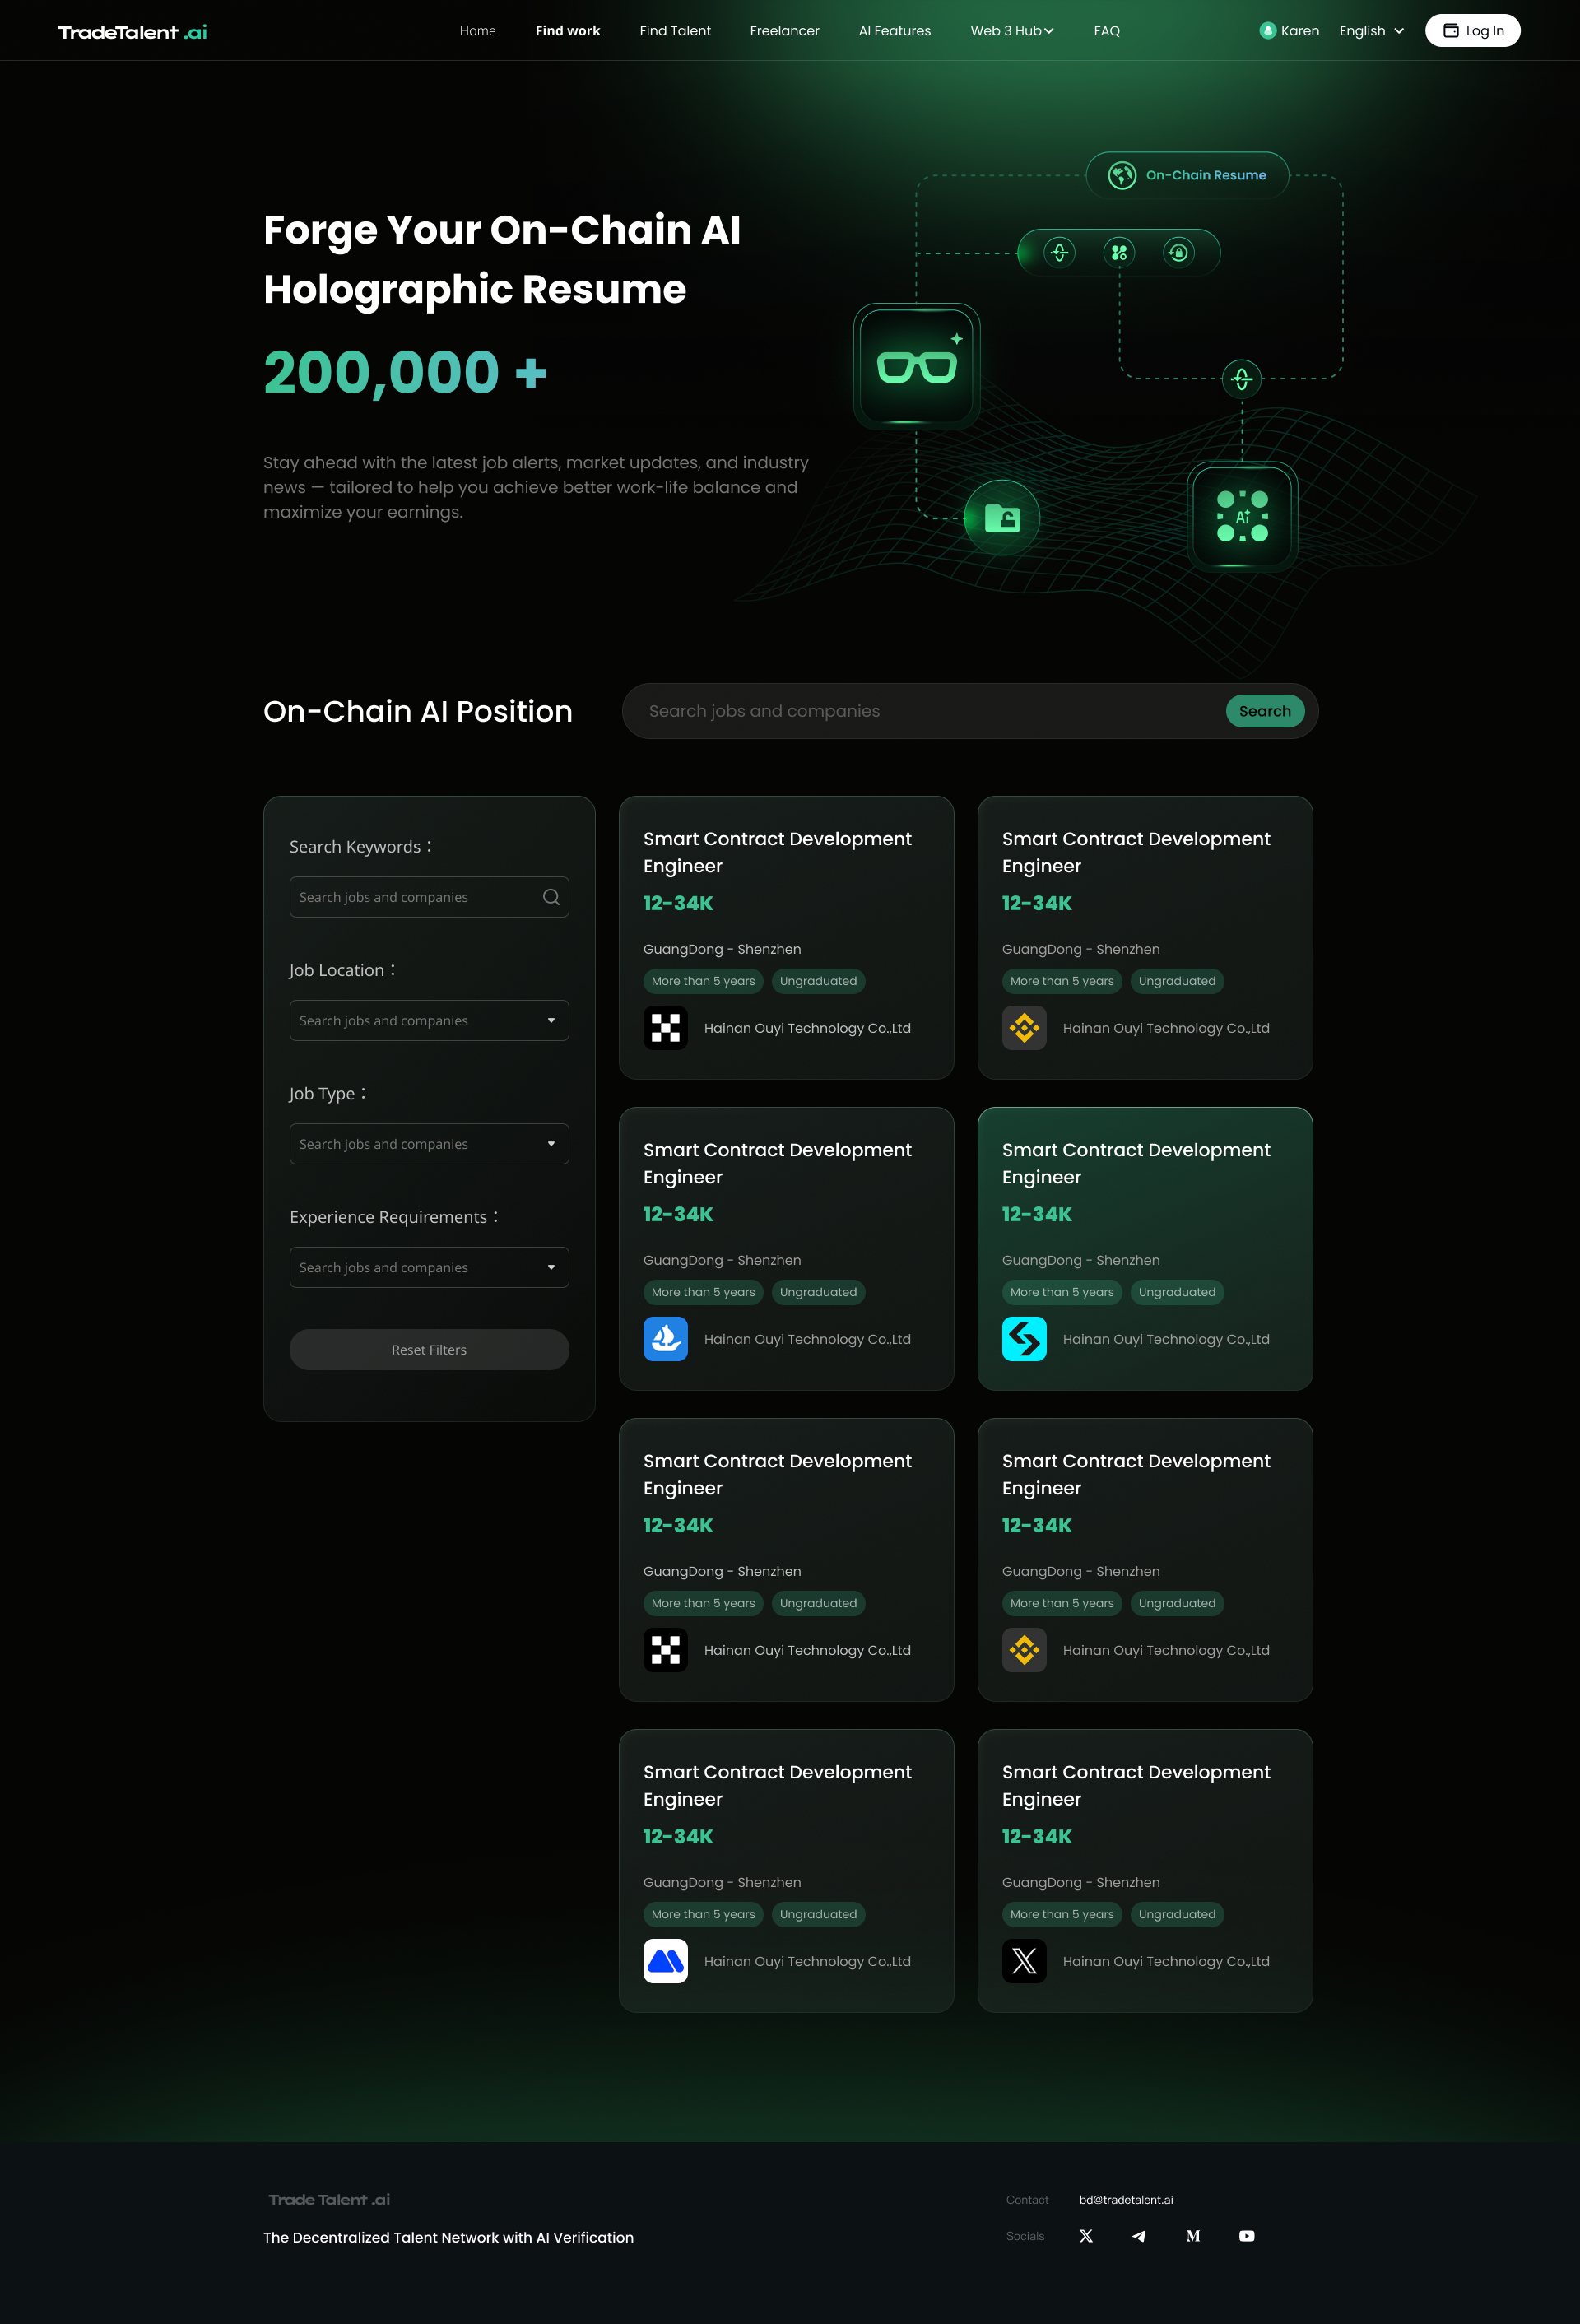 TradeTalent .ai
Home
Find work
Find Talent
Freelancer
AI Features
Web 3 Hub
FAQ
Karen
English
Log In
Forge Your On-Chain AI
Holographic Resume
200,000 +
Stay ahead with the latest job alerts, market updates, and industry
news — tailored to help you achieve better work-life balance and
maximize your earnings.
On-Chain Resume
Ai
On-Chain AI Position
Search jobs and companies
Search
Search Keywords：
Search jobs and companies
Job Location：
Search jobs and companies
Job Type：
Search jobs and companies
Experience Requirements：
Search jobs and companies
Reset Filters
Smart Contract Development
Engineer
12-34K
GuangDong - Shenzhen
More than 5 years
Ungraduated
Hainan Ouyi Technology Co.,Ltd
Smart Contract Development
Engineer
12-34K
GuangDong - Shenzhen
More than 5 years
Ungraduated
Hainan Ouyi Technology Co.,Ltd
Smart Contract Development
Engineer
12-34K
GuangDong - Shenzhen
More than 5 years
Ungraduated
Hainan Ouyi Technology Co.,Ltd
Smart Contract Development
Engineer
12-34K
GuangDong - Shenzhen
More than 5 years
Ungraduated
Hainan Ouyi Technology Co.,Ltd
Smart Contract Development
Engineer
12-34K
GuangDong - Shenzhen
More than 5 years
Ungraduated
Hainan Ouyi Technology Co.,Ltd
Smart Contract Development
Engineer
12-34K
GuangDong - Shenzhen
More than 5 years
Ungraduated
Hainan Ouyi Technology Co.,Ltd
Smart Contract Development
Engineer
12-34K
GuangDong - Shenzhen
More than 5 years
Ungraduated
Hainan Ouyi Technology Co.,Ltd
Smart Contract Development
Engineer
12-34K
GuangDong - Shenzhen
More than 5 years
Ungraduated
Hainan Ouyi Technology Co.,Ltd
Trade Talent .ai
The Decentralized Talent Network with AI Verification
Contact
bd@tradetalent.ai
Socials